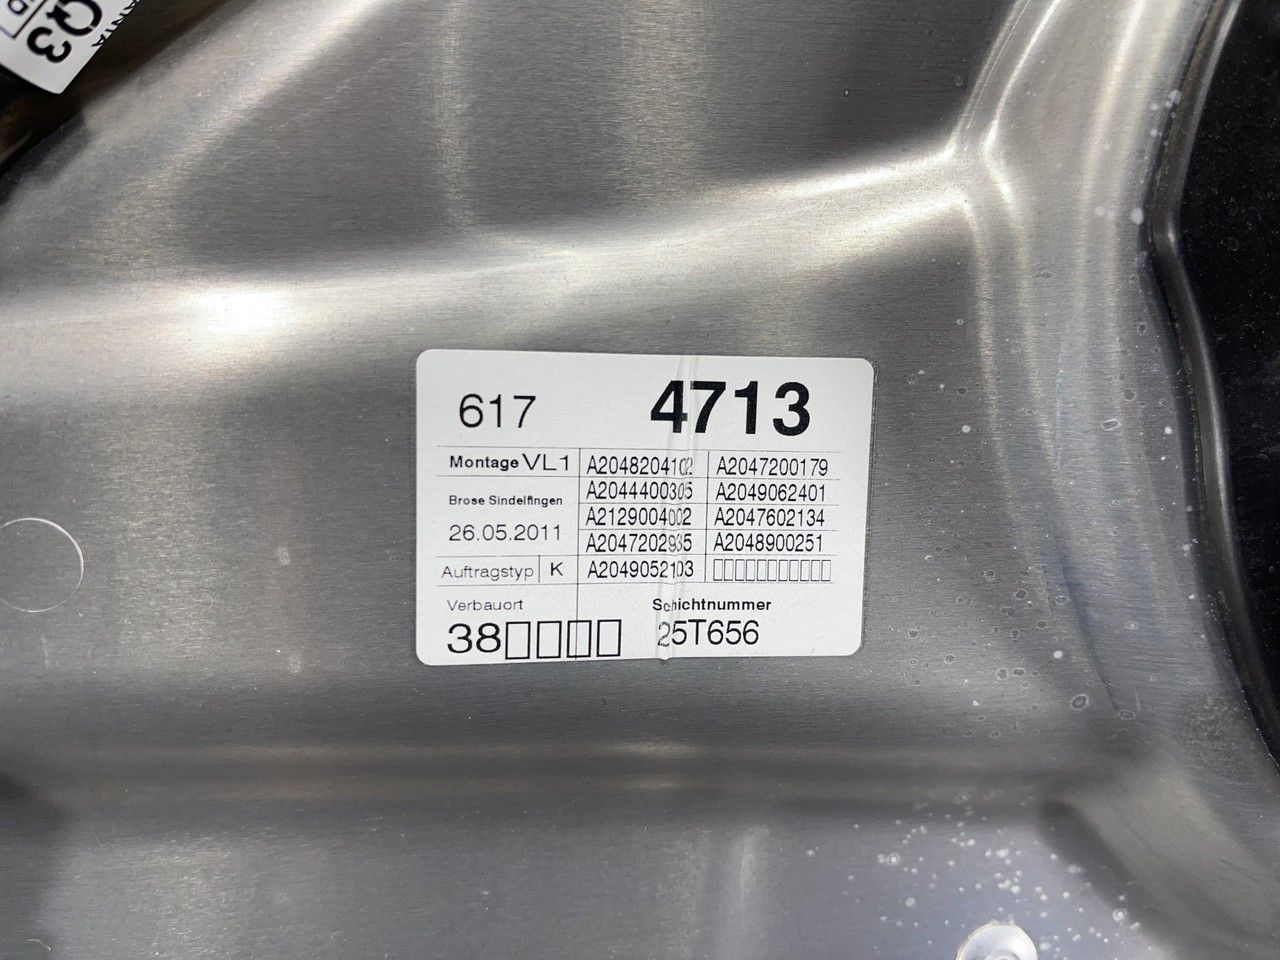 Q3
617 4713
Montage VL1 A2048204102 A2047200179
Brose Sindelfingen A2044400305 A2049062401
26.05.2011 A2129004002 A2047602134
A2047202935 A2048900251
Auftragstyp K A2049052103 □□□□□□□□□□□
Verbauort Schichtnummer
38□□□□ 25T656